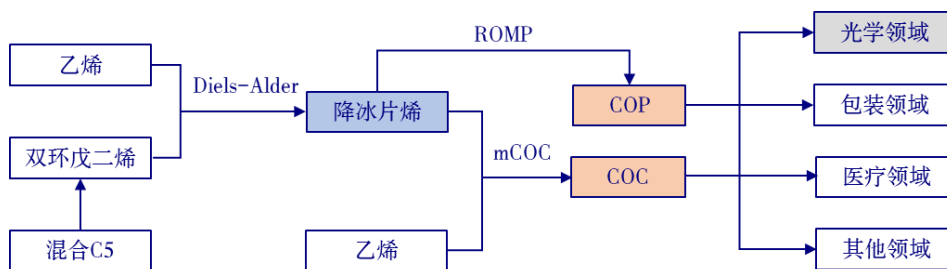 乙烯
双环戊二烯
混合C5
Diels-Alder
降冰片烯
乙烯
ROMP
mCOC
COP
COC
光学领域
包装领域
医疗领域
其他领域